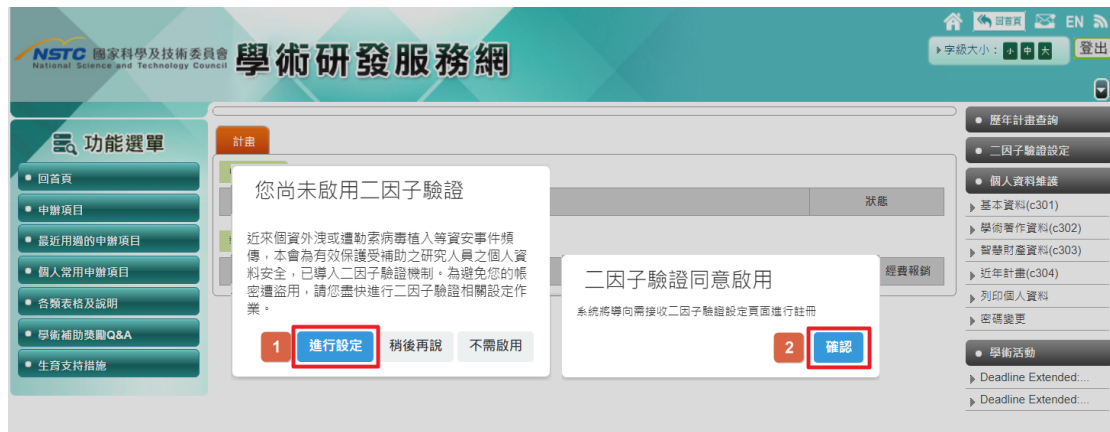 回首頁 EN
NSTC 國家科學及技術委員會
National Science and Technology Council
學術研發服務網
字級大小： 小 中 大
登出
功能選單
回首頁
申辦項目
最近用過的申辦項目
個人常用申辦項目
各類表格及說明
學術補助獎勵Q&A
生育支持措施
計畫
狀態
經費報銷
您尚未啟用二因子驗證
近來個資外洩或遭勒索病毒植入等資安事件頻
傳，本會為有效保護受補助之研究人員之個人資
料安全，已導入二因子驗證機制。為避免您的帳
密遭盜用，請您盡快進行二因子驗證相關設定作
業。
1 進行設定 稍後再說 不需啟用
二因子驗證同意啟用
系統將導向需接收二因子驗證設定頁面進行註冊
2 確認
歷年計畫查詢
二因子驗證設定
個人資料維護
基本資料(c301)
學術著作資料(c302)
智慧財產資料(c303)
近年計畫(c304)
列印個人資料
密碼變更
學術活動
Deadline Extended:...
Deadline Extended:...